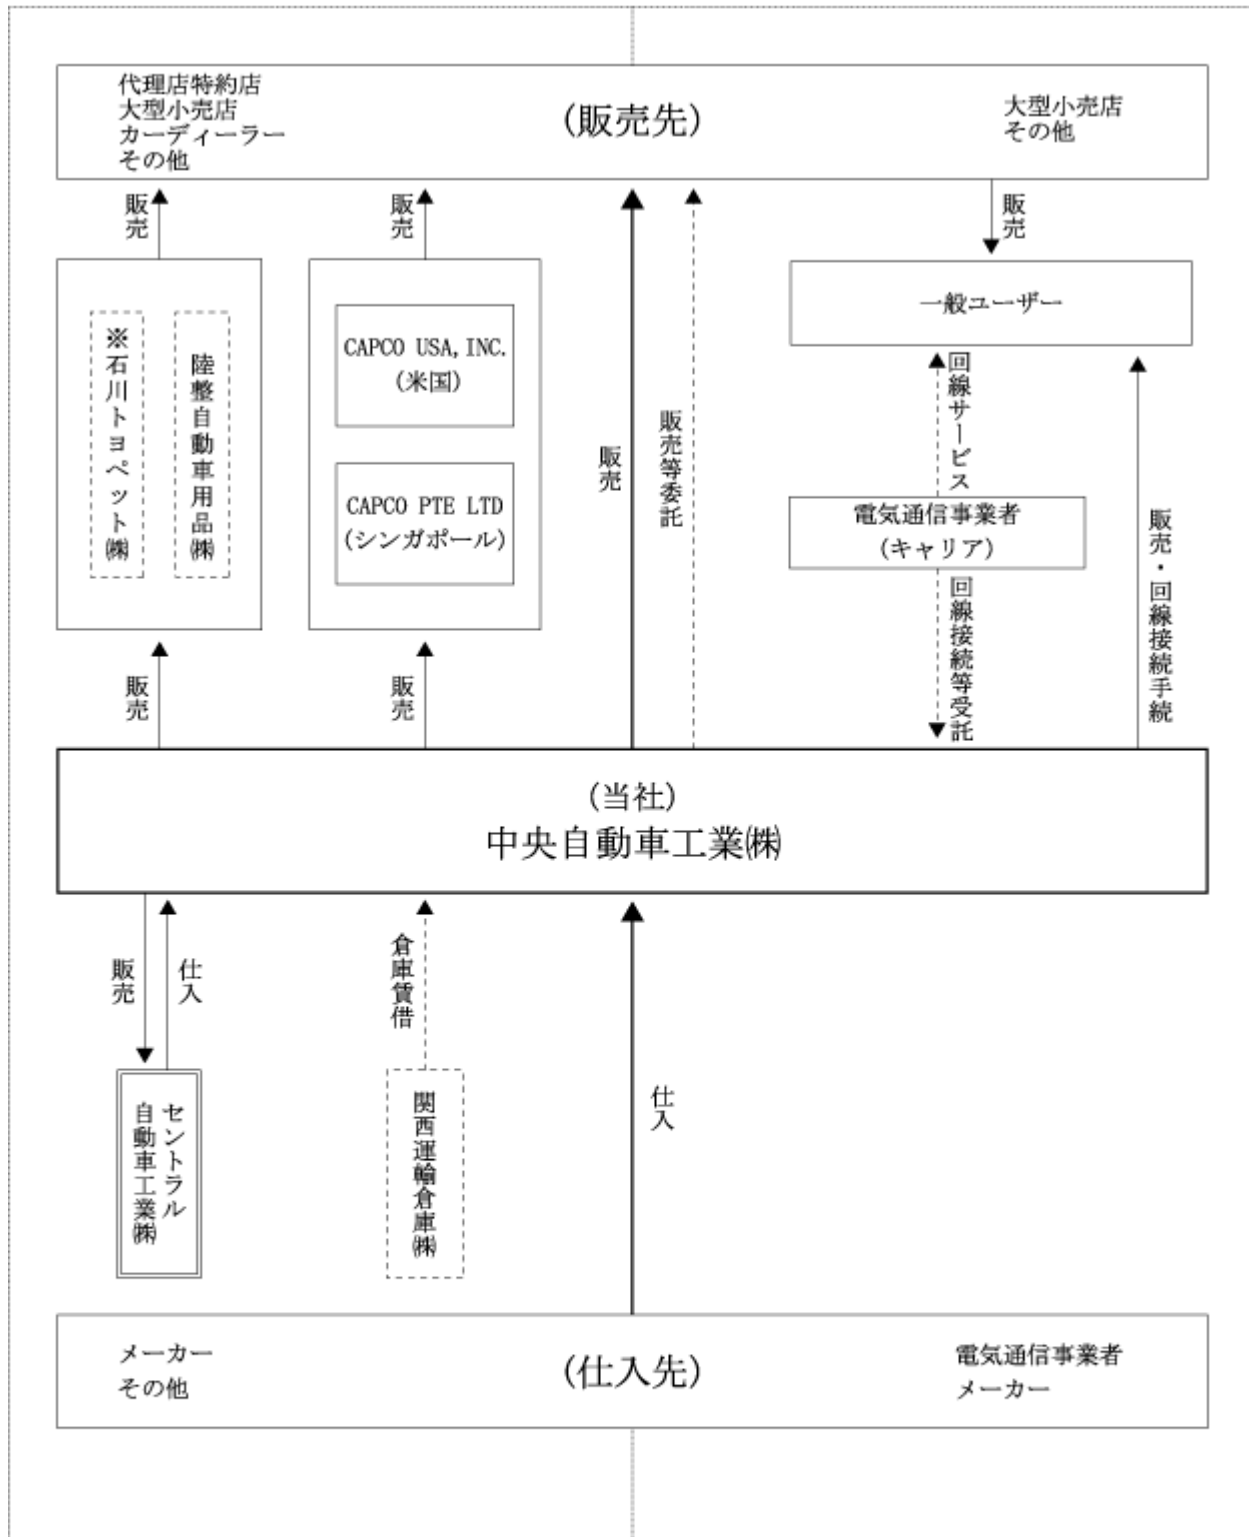 代理店特約店
大型小売店
カーディーラー
その他
(販売先)
大型小売店
その他
販売
販売
販売
※石川トヨペット㈱
陸整自動車用品㈱
CAPCO USA, INC.
(米国)
CAPCO PTE LTD
(シンガポール)
販売
販売等委託
一般ユーザー
回線サービス
電気通信事業者
(キャリア)
回線接続等受託
販売・回線接続手続
販売
販売
(当社)
中央自動車工業㈱
販売
仕入
倉庫賃借
仕入
セントラル
自動車工業㈱
関西運輸倉庫㈱
メーカー
その他
(仕入先)
電気通信事業者
メーカー